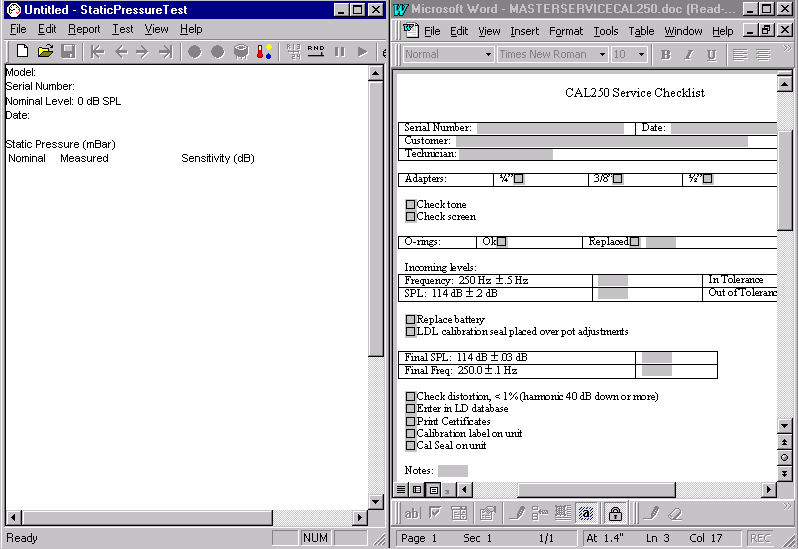 Untitled - StaticPressureTest
File Edit Report Test View Help
RND
Model:
Serial Number:
Nominal Level: 0 dB SPL
Date:
Static Pressure (mBar)
Nominal Measured Sensitivity (dB)
Ready NUM
Microsoft Word - MASTERSERVICECAL250.doc (Read-...
File Edit View Insert Format Tools Table Window Help
Normal Times New Roman 10 B I U
CAL250 Service Checklist
Serial Number: Date:
Customer:
Technician:
Adapters: ¼" 3/8" ½"
Check tone
Check screen
O-rings: Ok Replaced
Incoming levels:
Frequency: 250 Hz ±.5 Hz In Tolerance
SPL: 114 dB ±.2 dB Out of Toleranc
Replace battery
LDL calibration seal placed over pot adjustments
Final SPL: 114 dB ±.03 dB
Final Freq: 250.0 ±.1 Hz
Check distortion, < 1% (harmonic 40 dB down or more)
Enter in LD database
Print Certificates
Calibration label on unit
Cal Seal on unit
Notes:
ab|
Page 1 Sec 1 1/1 At 1.4" Ln 3 Col 17 REC